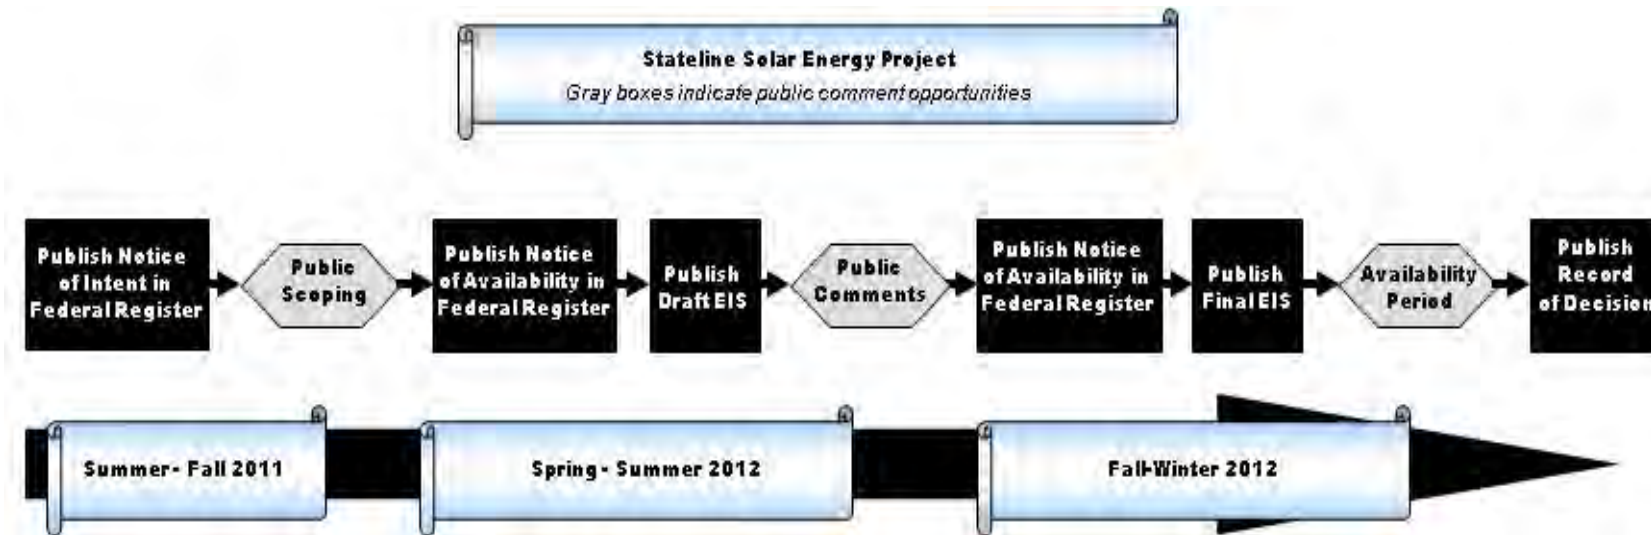 Stateline Solar Energy Project
Gray boxes indicate public comment opportunities
Publish Notice
of Intent in
Federal Register
Public
Scoping
Publish Notice
of Availability in
Federal Register
Publish
Draft EIS
Public
Comments
Publish Notice
of Availability in
Federal Register
Publish
Final EIS
Availability
Period
Publish
Record
of Decision
Summer- Fall 2011
Spring - Summer 2012
Fall-Winter 2012